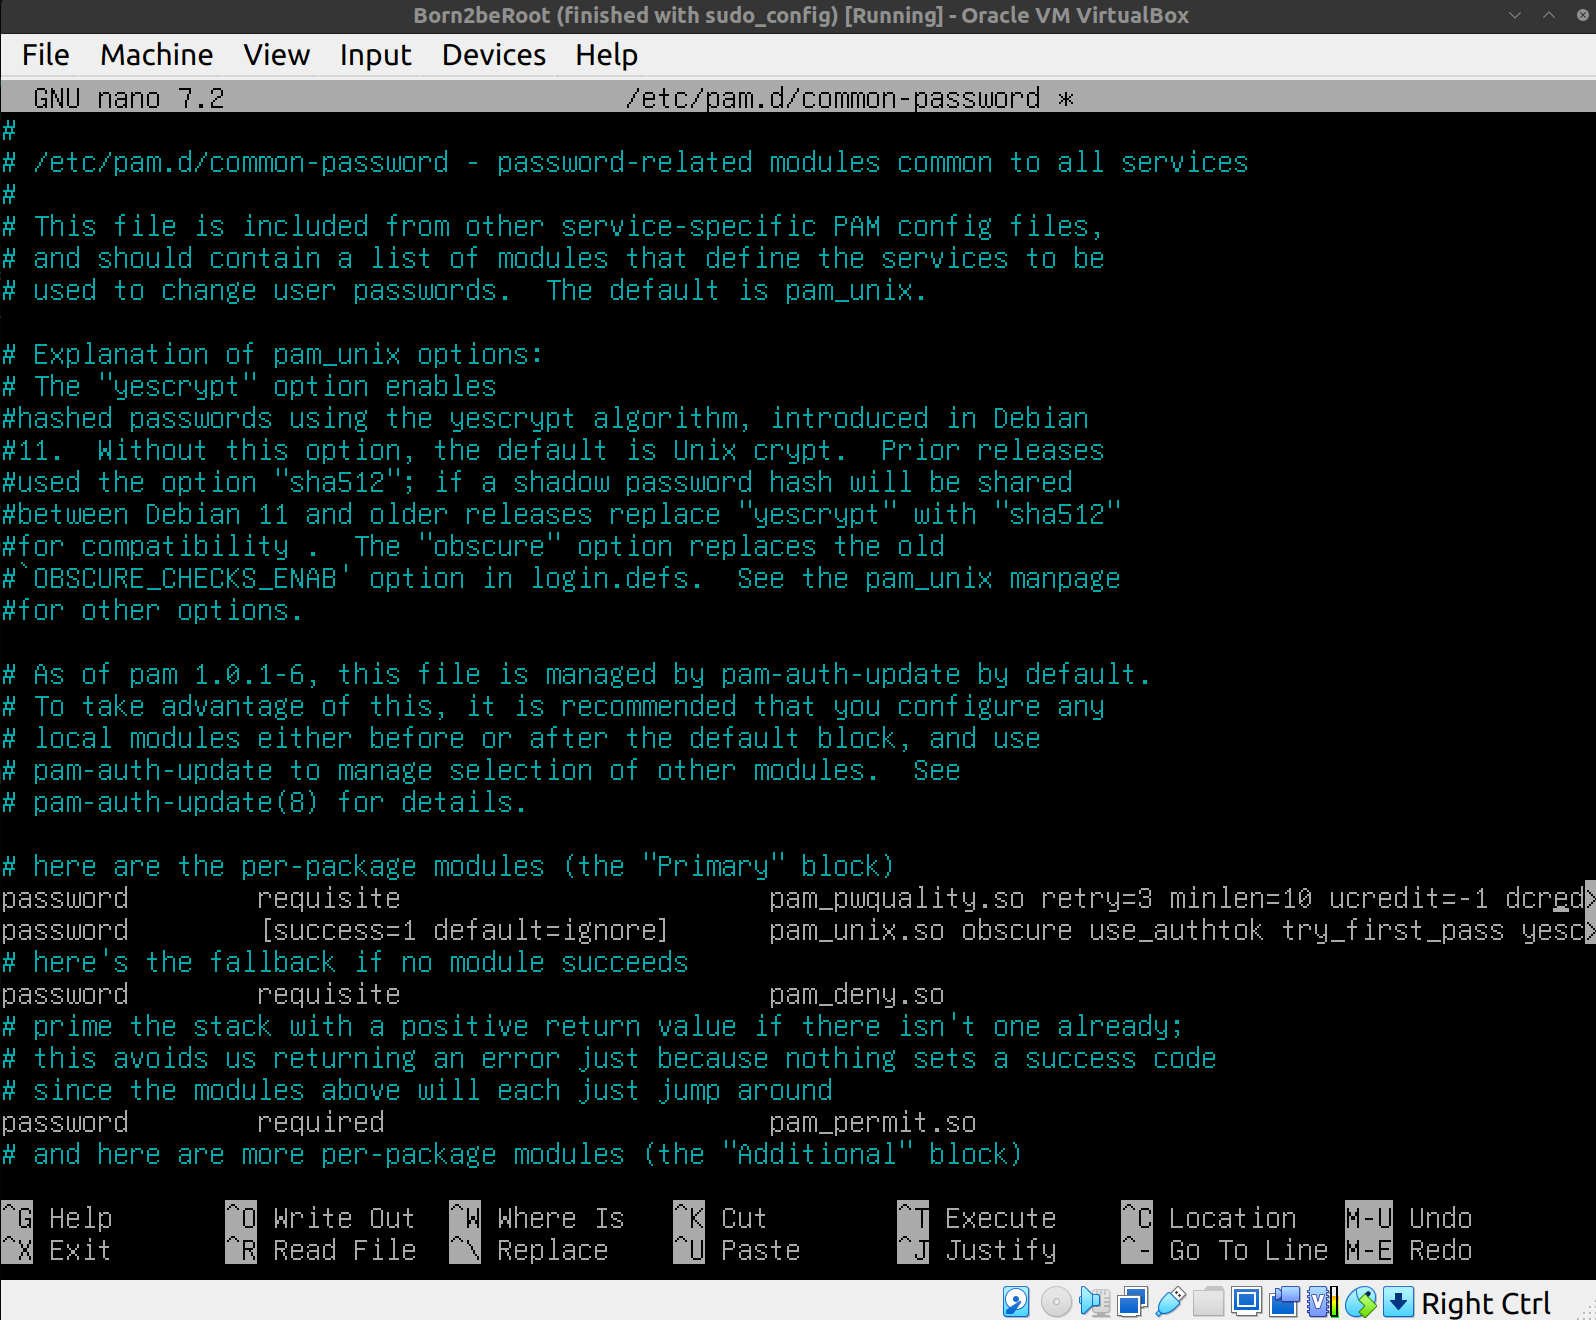 Born2beRoot (finished with sudo_config) [Running] - Oracle VM VirtualBox
File Machine View Input Devices Help
GNU nano 7.2 /etc/pam.d/common-password *
#
# /etc/pam.d/common-password - password-related modules common to all services
#
# This file is included from other service-specific PAM config files,
# and should contain a list of modules that define the services to be
# used to change user passwords.  The default is pam_unix.
# Explanation of pam_unix options:
# The "yescrypt" option enables
#hashed passwords using the yescrypt algorithm, introduced in Debian
#11.  Without this option, the default is Unix crypt.  Prior releases
#used the option "sha512"; if a shadow password hash will be shared
#between Debian 11 and older releases replace "yescrypt" with "sha512"
#for compatibility .  The "obscure" option replaces the old
#`OBSCURE_CHECKS_ENAB' option in login.defs.  See the pam_unix manpage
#for other options.
# As of pam 1.0.1-6, this file is managed by pam-auth-update by default.
# To take advantage of this, it is recommended that you configure any
# local modules either before or after the default block, and use
# pam-auth-update to manage selection of other modules.  See
# pam-auth-update(8) for details.
# here are the per-package modules (the "Primary" block)
password        requisite                       pam_pwquality.so retry=3 minlen=10 ucredit=-1 dcred>
password        [success=1 default=ignore]      pam_unix.so obscure use_authtok try_first_pass yesc>
# here's the fallback if no module succeeds
password        requisite                       pam_deny.so
# prime the stack with a positive return value if there isn't one already;
# this avoids us returning an error just because nothing sets a success code
# since the modules above will each just jump around
password        required                        pam_permit.so
# and here are more per-package modules (the "Additional" block)
^G Help ^O Write Out ^W Where Is ^K Cut ^T Execute ^C Location M-U Undo
^X Exit ^R Read File ^\ Replace ^U Paste ^J Justify ^- Go To Line M-E Redo
Right Ctrl